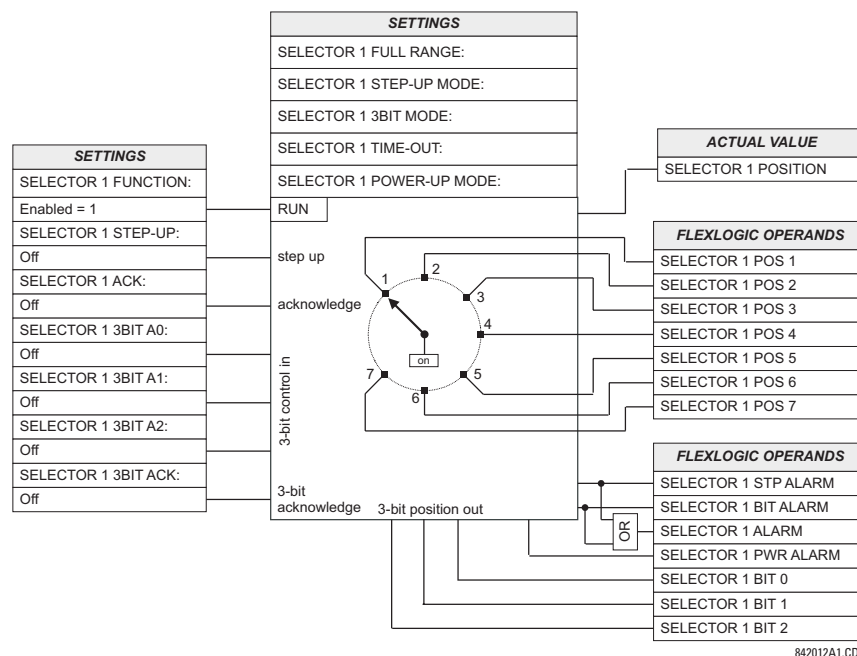 SETTINGS
SELECTOR 1 FULL RANGE:
SELECTOR 1 STEP-UP MODE:
SELECTOR 1 3BIT MODE:
SELECTOR 1 TIME-OUT:
SELECTOR 1 POWER-UP MODE:
SETTINGS
SELECTOR 1 FUNCTION:
Enabled = 1
SELECTOR 1 STEP-UP:
Off
SELECTOR 1 ACK:
Off
SELECTOR 1 3BIT A0:
Off
SELECTOR 1 3BIT A1:
Off
SELECTOR 1 3BIT A2:
Off
SELECTOR 1 3BIT ACK:
Off
RUN
step up
acknowledge
3-bit control in
3-bit
acknowledge
3-bit position out
1
2
3
4
5
6
7
on
ACTUAL VALUE
SELECTOR 1 POSITION
FLEXLOGIC OPERANDS
SELECTOR 1 POS 1
SELECTOR 1 POS 2
SELECTOR 1 POS 3
SELECTOR 1 POS 4
SELECTOR 1 POS 5
SELECTOR 1 POS 6
SELECTOR 1 POS 7
FLEXLOGIC OPERANDS
SELECTOR 1 STP ALARM
SELECTOR 1 BIT ALARM
OR
SELECTOR 1 ALARM
SELECTOR 1 PWR ALARM
SELECTOR 1 BIT 0
SELECTOR 1 BIT 1
SELECTOR 1 BIT 2
842012A1.CD